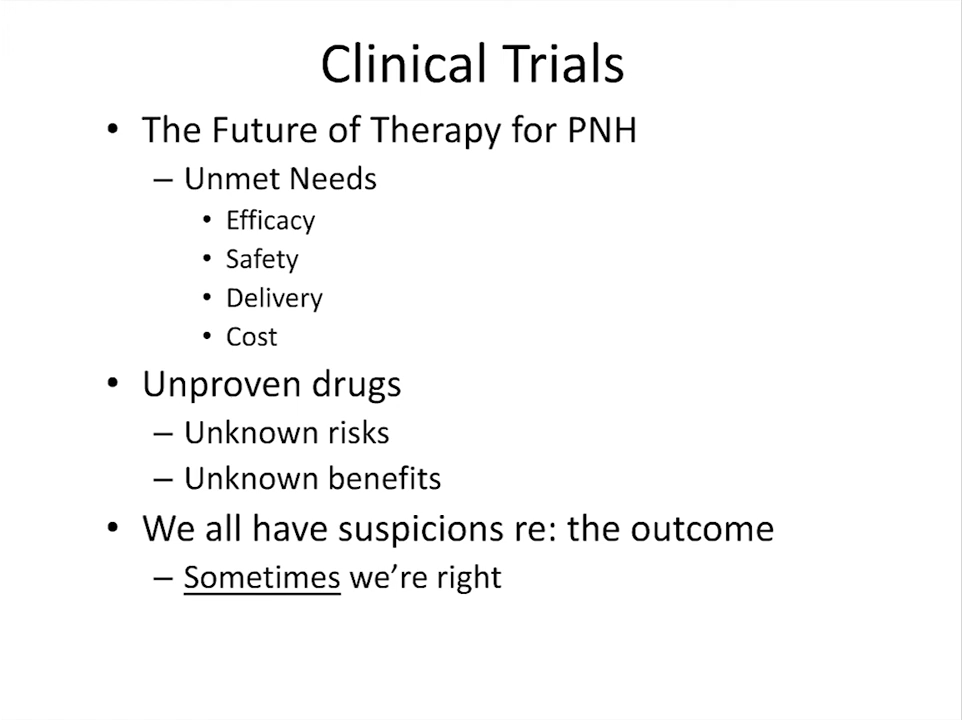 Clinical Trials
• The Future of Therapy for PNH
– Unmet Needs
• Efficacy
• Safety
• Delivery
• Cost
• Unproven drugs
– Unknown risks
– Unknown benefits
• We all have suspicions re: the outcome
– Sometimes we’re right